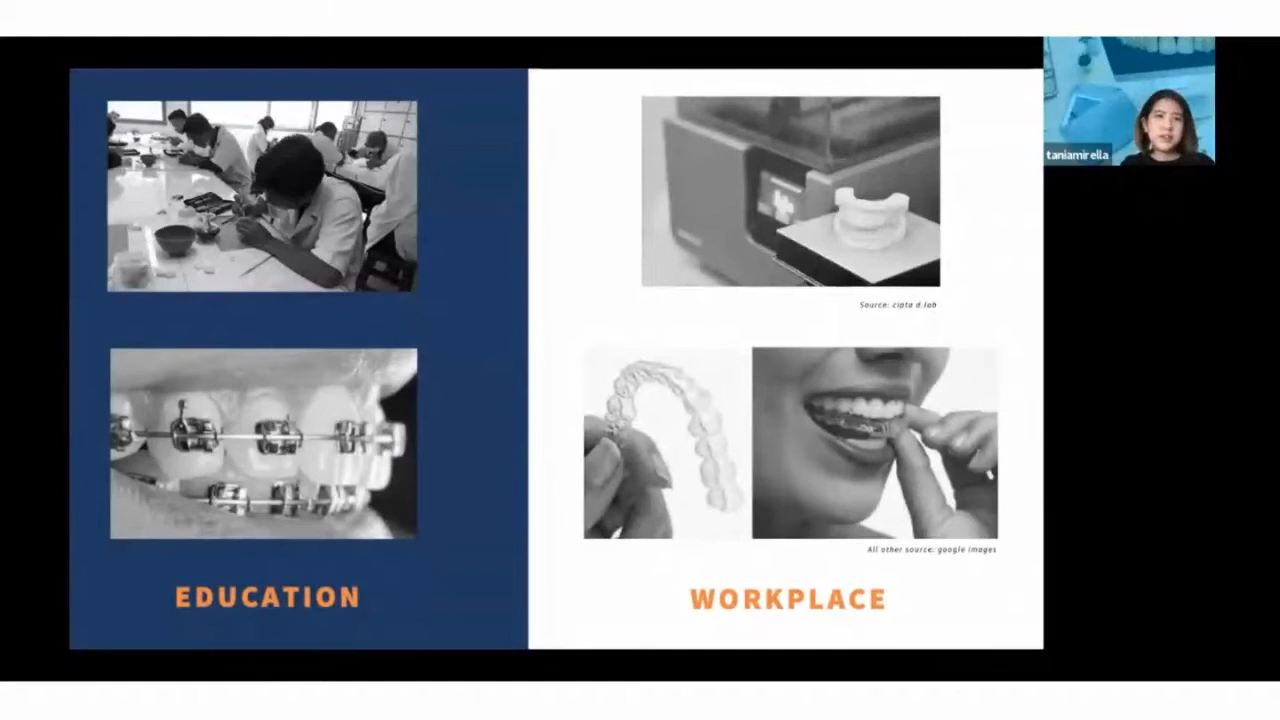 taniamirella
Source: cipta d.lab
All other source: google images
EDUCATION
WORKPLACE